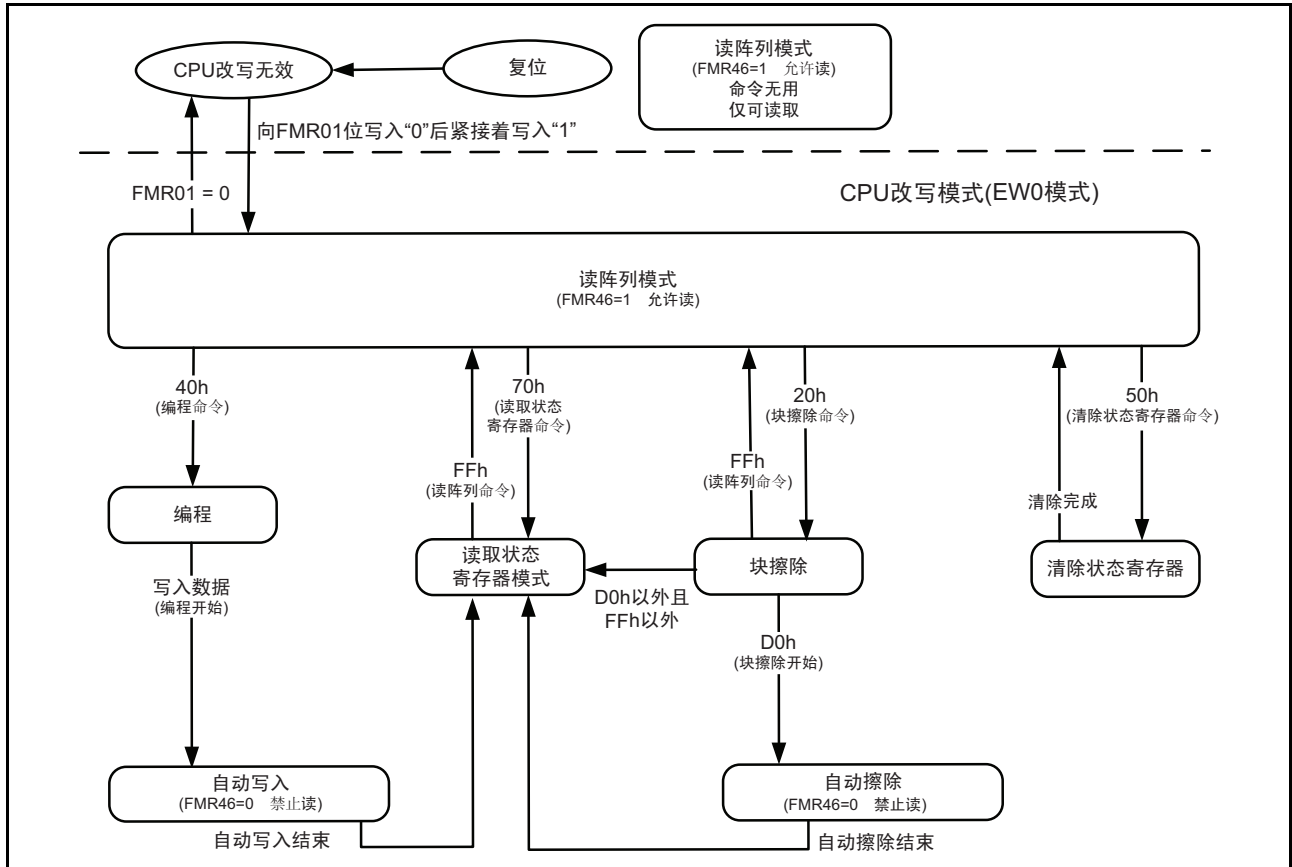 CPU改写无效
复位
读阵列模式
(FMR46=1 允许读)
命令无用
仅可读取
向FMR01位写入“0”后紧接着写入“1”
FMR01 = 0
CPU改写模式(EW0模式)
读阵列模式
(FMR46=1 允许读)
40h
(编程命令)
70h
(读取状态
寄存器命令)
20h
(块擦除命令)
50h
(清除状态寄存器命令)
FFh
(读阵列命令)
FFh
(读阵列命令)
清除完成
编程
读取状态
寄存器模式
块擦除
清除状态寄存器
写入数据
(编程开始)
D0h以外且
FFh以外
D0h
(块擦除开始)
自动写入
(FMR46=0 禁止读)
自动擦除
(FMR46=0 禁止读)
自动写入结束
自动擦除结束